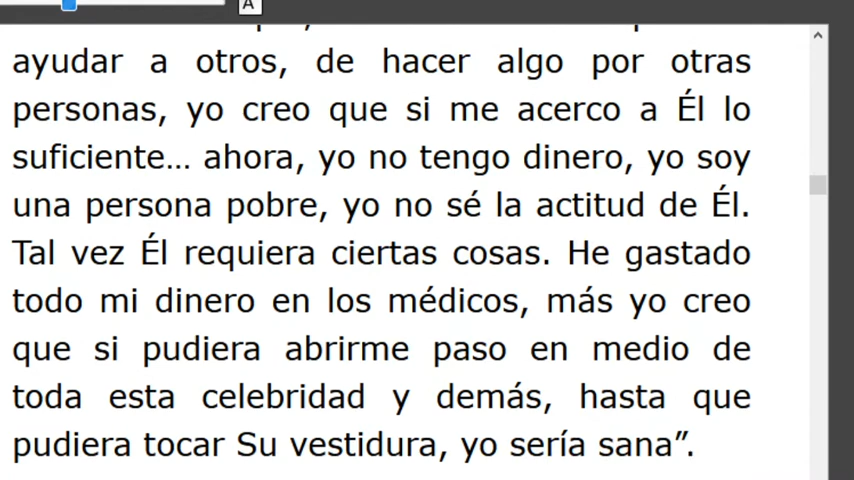 A
ayudar a otros, de hacer algo por otras
personas, yo creo que si me acerco a Él lo
suficiente… ahora, yo no tengo dinero, yo soy
una persona pobre, yo no sé la actitud de Él.
Tal vez Él requiera ciertas cosas. He gastado
todo mi dinero en los médicos, más yo creo
que si pudiera abrirme paso en medio de
toda esta celebridad y demás, hasta que
pudiera tocar Su vestidura, yo sería sana”.